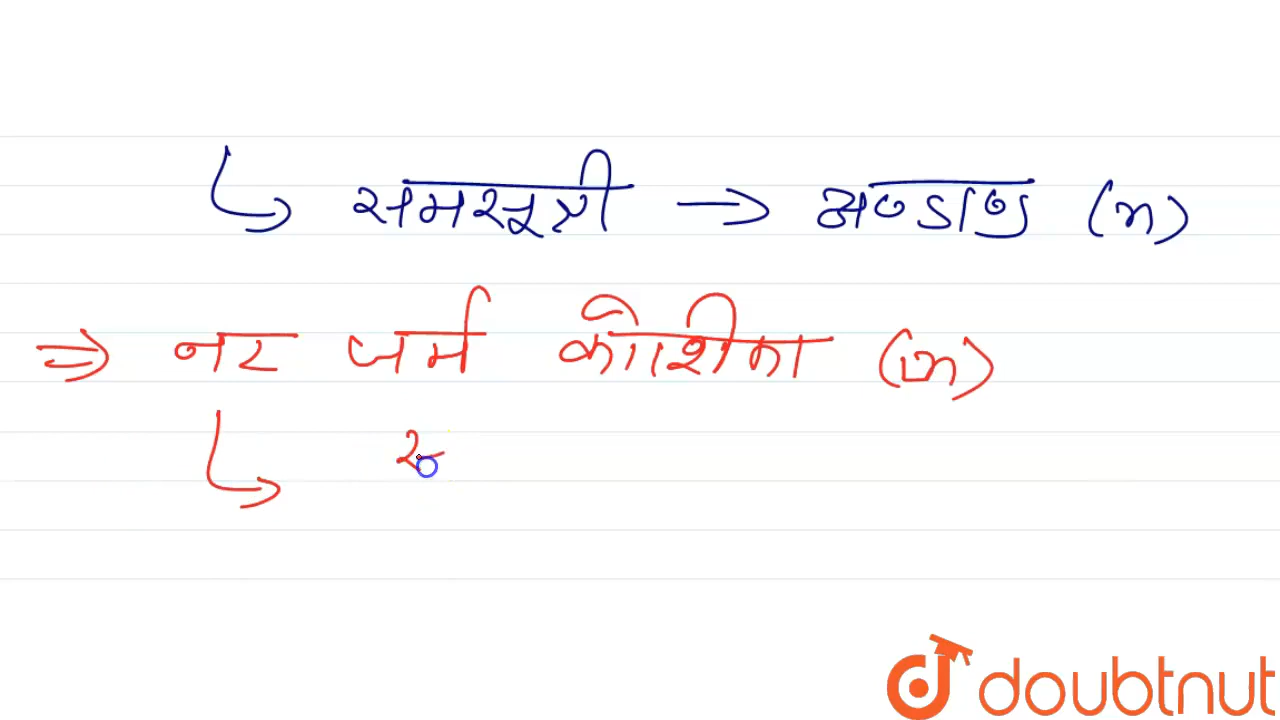 समसूत्री → अण्डाणु (n)
⇒ नर जर्म कोशीका (n)
स
doubtnut